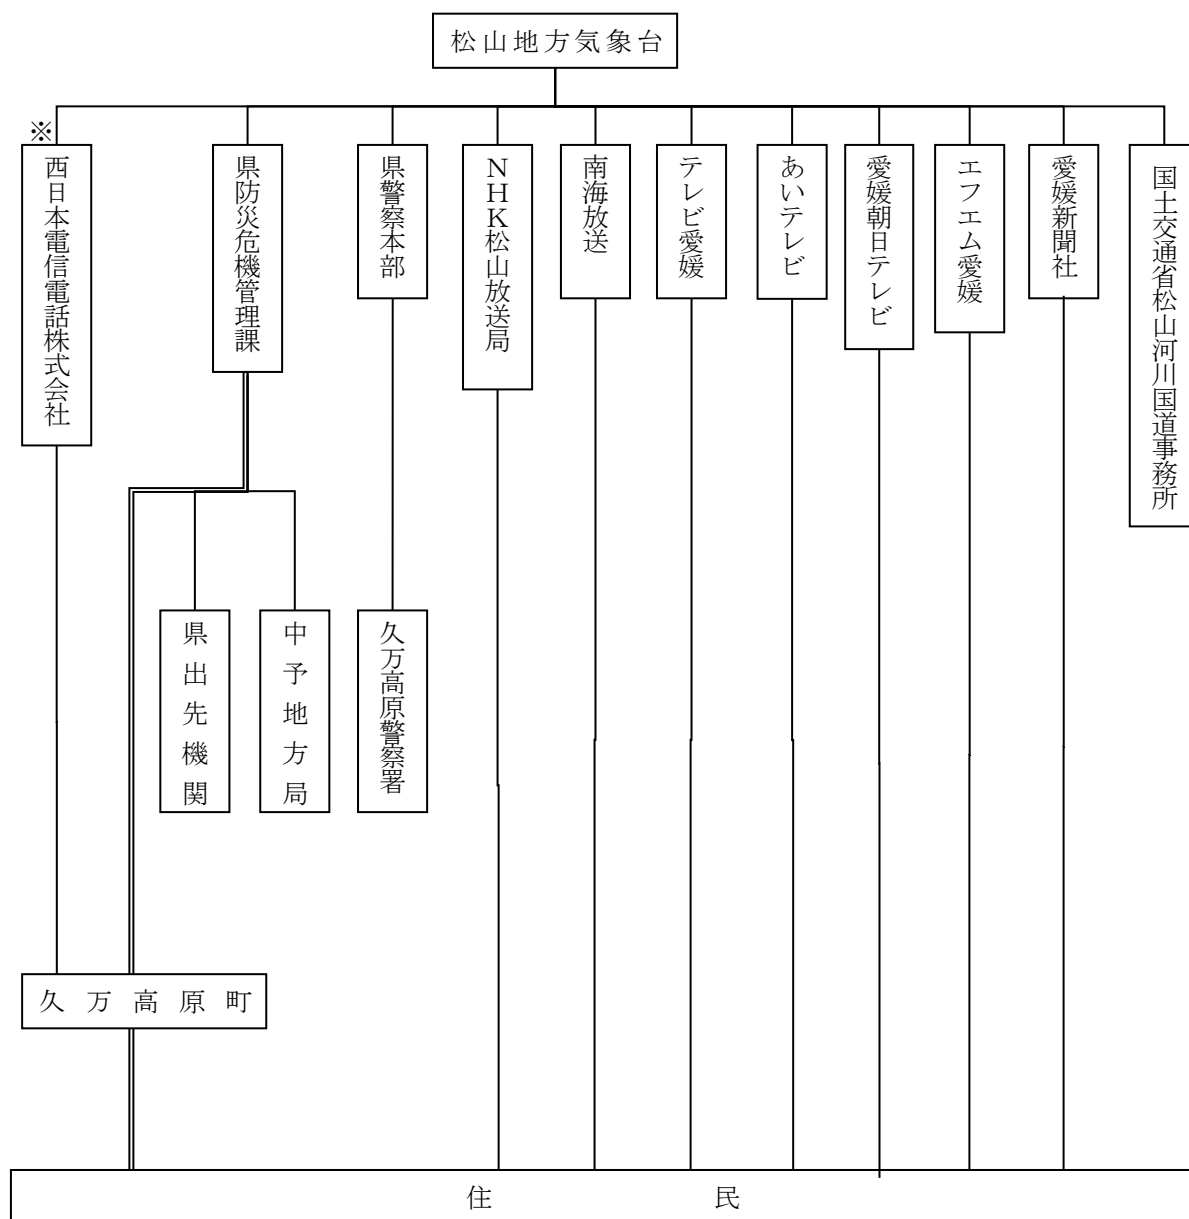 松山地方気象台
※
西日本電信電話株式会社
県防災危機管理課
県警察本部
NHK松山放送局
南海放送
テレビ愛媛
あいテレビ
愛媛朝日テレビ
エフエム愛媛
愛媛新聞社
国土交通省松山河川国道事務所
県出先機関
中予地方局
久万高原警察署
久万高原町
住民